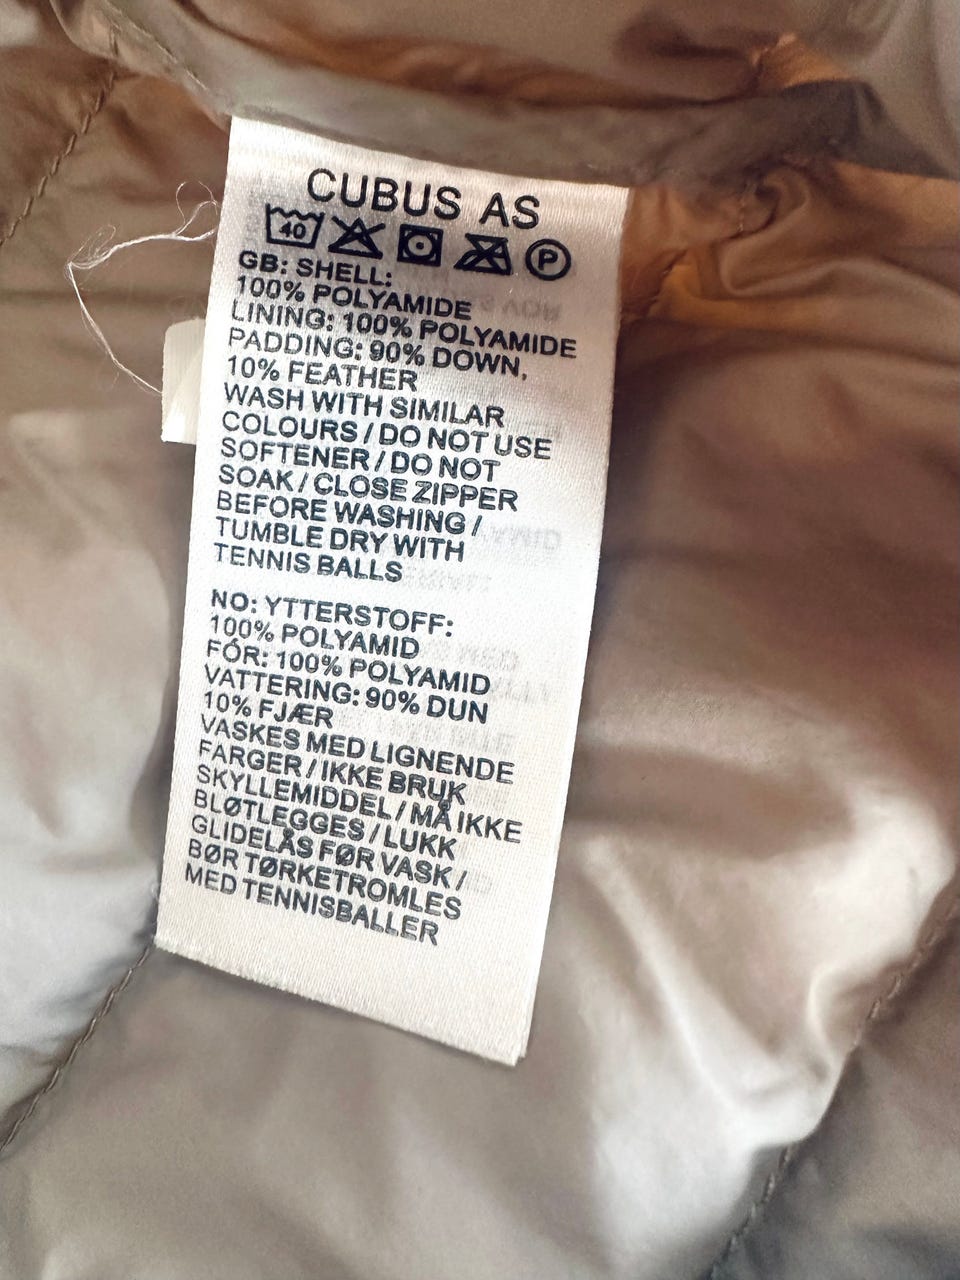 CUBUS AS
40 P
GB: SHELL:
100% POLYAMIDE
LINING: 100% POLYAMIDE
PADDING: 90% DOWN,
10% FEATHER
WASH WITH SIMILAR
COLOURS / DO NOT USE
SOFTENER / DO NOT
SOAK / CLOSE ZIPPER
BEFORE WASHING /
TUMBLE DRY WITH
TENNIS BALLS
NO: YTTERSTOFF:
100% POLYAMID
FÓR: 100% POLYAMID
VATTERING: 90% DUN
10% FJÆR
VASKES MED LIGNENDE
FARGER / IKKE BRUK
SKYLLEMIDDEL / MÅ IKKE
BLØTLEGGES / LUKK
GLIDELÅS FØR VASK /
BØR TØRKETROMLES
MED TENNISBALLER